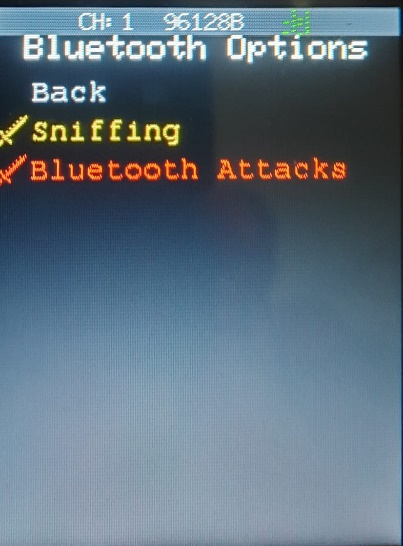 CH: 1 96128B
Bluetooth Options
Back
Sniffing
Bluetooth Attacks